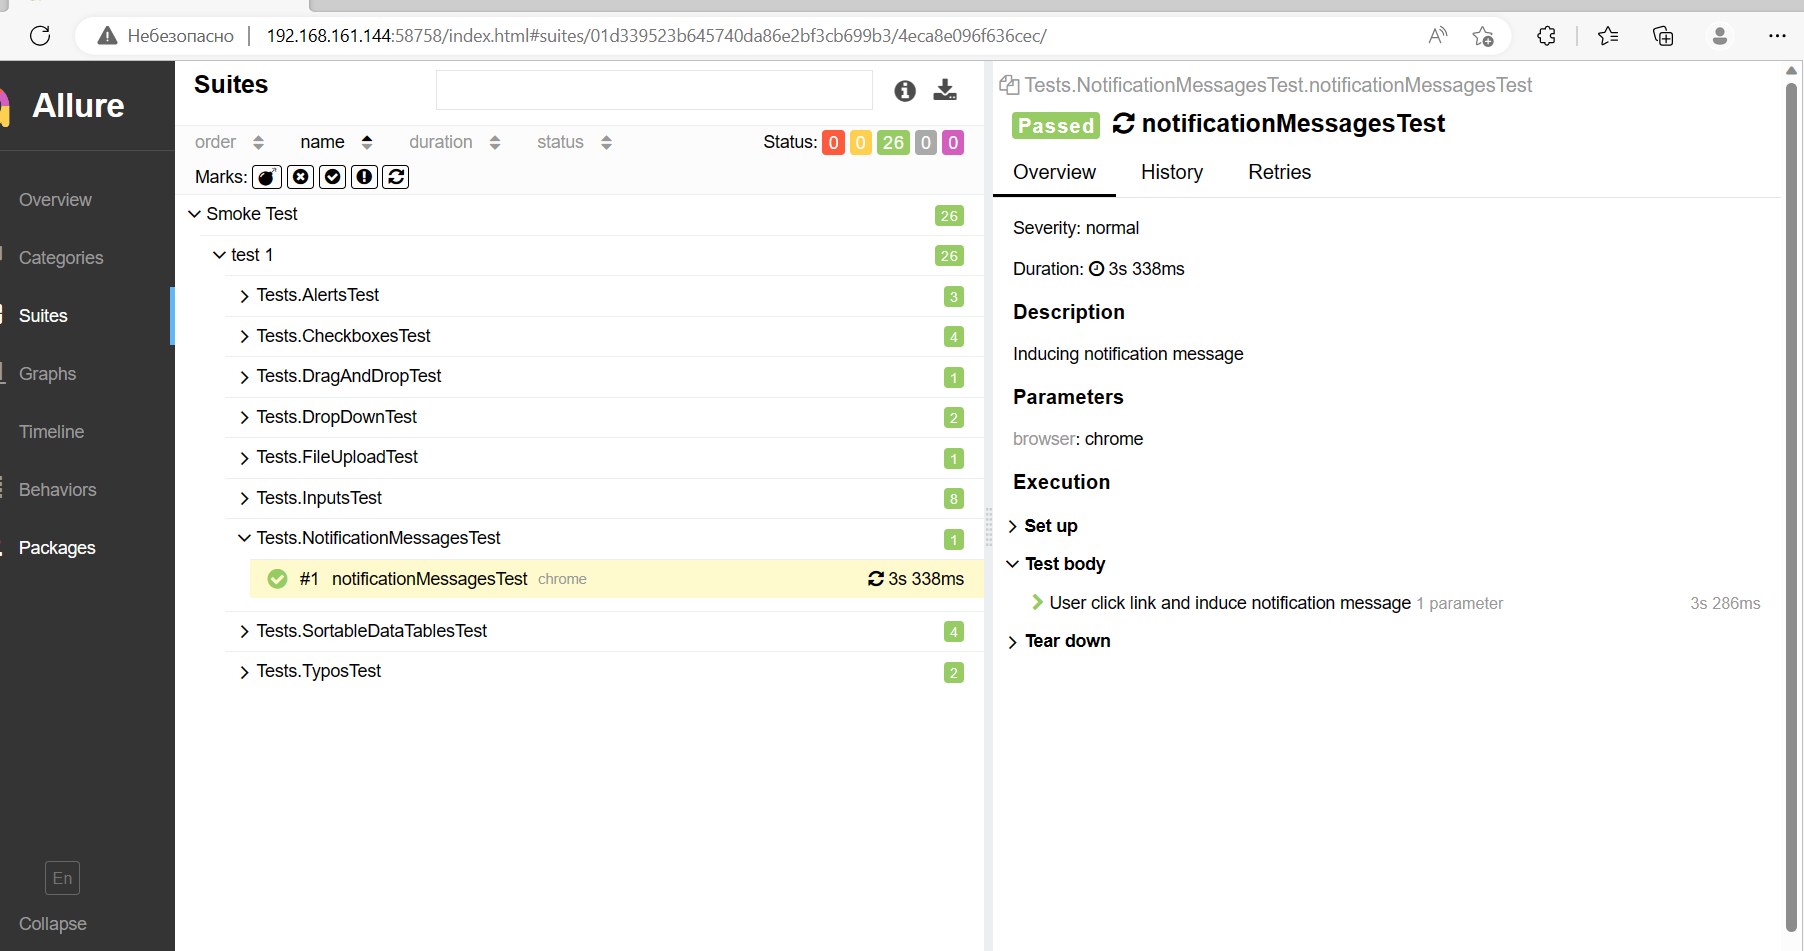 Небезопасно 192.168.161.144:58758/index.html#suites/01d339523b645740da86e2bf3cb699b3/4eca8e096f636cec/
Allure
Overview
Categories
Suites
Graphs
Timeline
Behaviors
Packages
En
Collapse
Suites
order name duration status Status: 0 0 26 0 0
Marks:
Smoke Test 26
test 1 26
Tests.AlertsTest 3
Tests.CheckboxesTest 4
Tests.DragAndDropTest 1
Tests.DropDownTest 2
Tests.FileUploadTest 1
Tests.InputsTest 8
Tests.NotificationMessagesTest 1
#1 notificationMessagesTest chrome 3s 338ms
Tests.SortableDataTablesTest 4
Tests.TyposTest 2
Tests.NotificationMessagesTest.notificationMessagesTest
Passed notificationMessagesTest
Overview History Retries
Severity: normal
Duration: 3s 338ms
Description
Inducing notification message
Parameters
browser: chrome
Execution
Set up
Test body
User click link and induce notification message 1 parameter 3s 286ms
Tear down